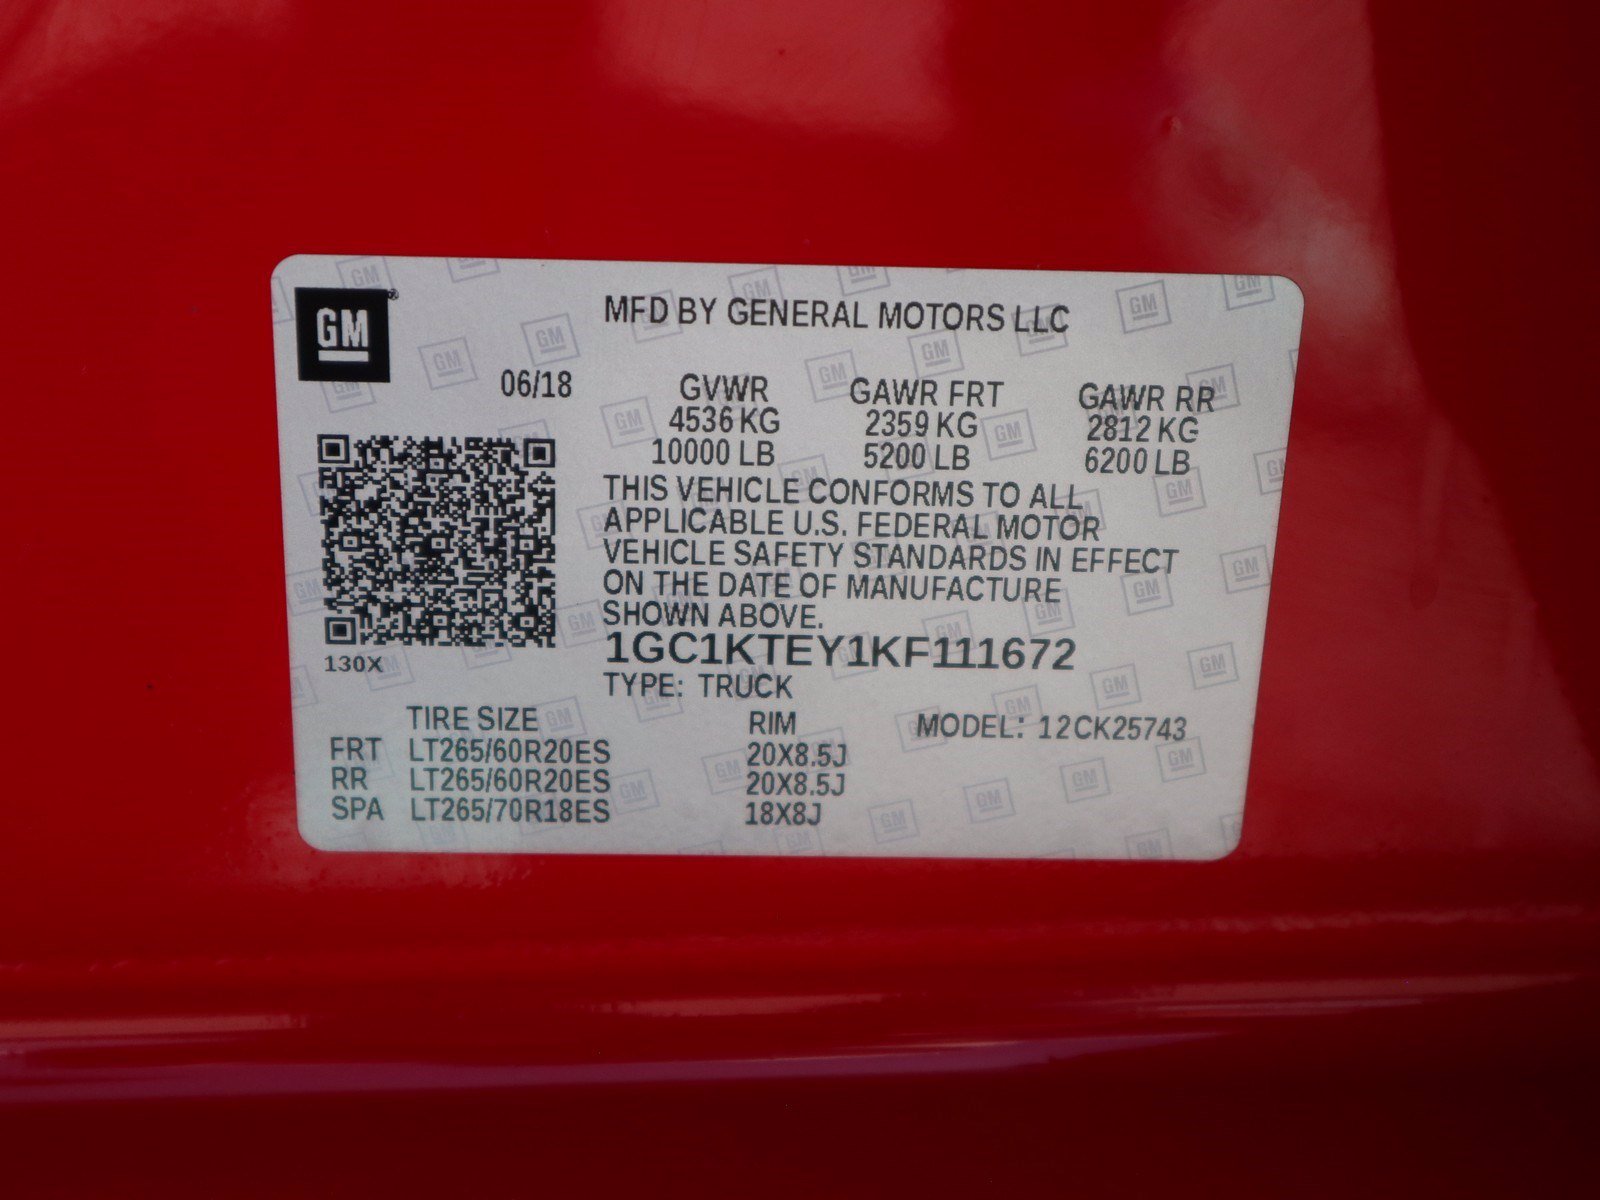 GM
MFD BY GENERAL MOTORS LLC
06/18 GVWR GAWR FRT GAWR RR
4536 KG 2359 KG 2812 KG
10000 LB 5200 LB 6200 LB
THIS VEHICLE CONFORMS TO ALL
APPLICABLE U.S. FEDERAL MOTOR
VEHICLE SAFETY STANDARDS IN EFFECT
ON THE DATE OF MANUFACTURE
SHOWN ABOVE.
1GC1KTEY1KF111672
130X
TYPE: TRUCK
TIRE SIZE RIM MODEL: 12CK25743
FRT LT265/60R20ES 20X8.5J
RR LT265/60R20ES 20X8.5J
SPA LT265/70R18ES 18X8J